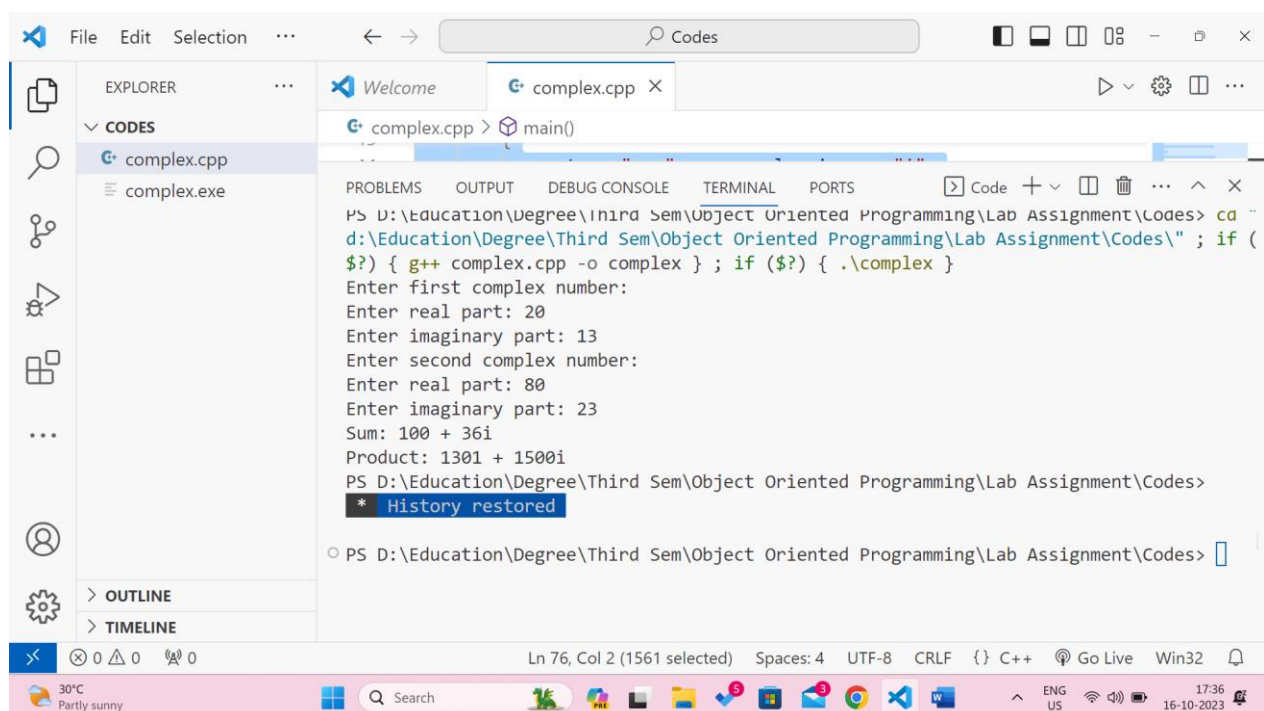 File Edit Selection ...
Codes
EXPLORER ...
Welcome
complex.cpp
CODES
complex.cpp > main()
complex.cpp
complex.exe
PROBLEMS OUTPUT DEBUG CONSOLE TERMINAL PORTS
Code
PS D:\Education\Degree\Third Sem\Object Oriented Programming\Lab Assignment\Codes> cd "
d:\Education\Degree\Third Sem\Object Oriented Programming\Lab Assignment\Codes\" ; if (
$?) { g++ complex.cpp -o complex } ; if ($?) { .\complex }
Enter first complex number:
Enter real part: 20
Enter imaginary part: 13
Enter second complex number:
Enter real part: 80
Enter imaginary part: 23
Sum: 100 + 36i
Product: 1301 + 1500i
PS D:\Education\Degree\Third Sem\Object Oriented Programming\Lab Assignment\Codes>
* History restored
PS D:\Education\Degree\Third Sem\Object Oriented Programming\Lab Assignment\Codes>
OUTLINE
TIMELINE
0 0 0 Ln 76, Col 2 (1561 selected) Spaces: 4 UTF-8 CRLF {} C++ Go Live Win32
30°C
Partly sunny
Search
PRE
5
3
ENG
US
17:36
16-10-2023